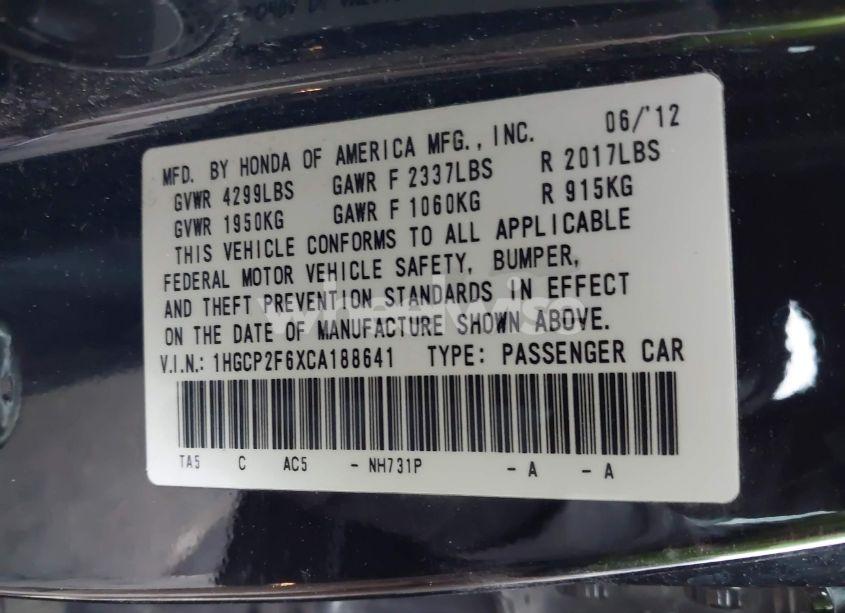 MFD. BY HONDA OF AMERICA MFG., INC. 06/'12
GVWR 4299LBS GAWR F 2337LBS R 2017LBS
GVWR 1950KG GAWR F 1060KG R 915KG
THIS VEHICLE CONFORMS TO ALL APPLICABLE
FEDERAL MOTOR VEHICLE SAFETY, BUMPER,
AND THEFT PREVENTION STANDARDS IN EFFECT
ON THE DATE OF MANUFACTURE SHOWN ABOVE.
V.I.N.: 1HGCP2F6XCA188641 TYPE: PASSENGER CAR
TA5 C AC5 - NH731P - A - A
wheelwise